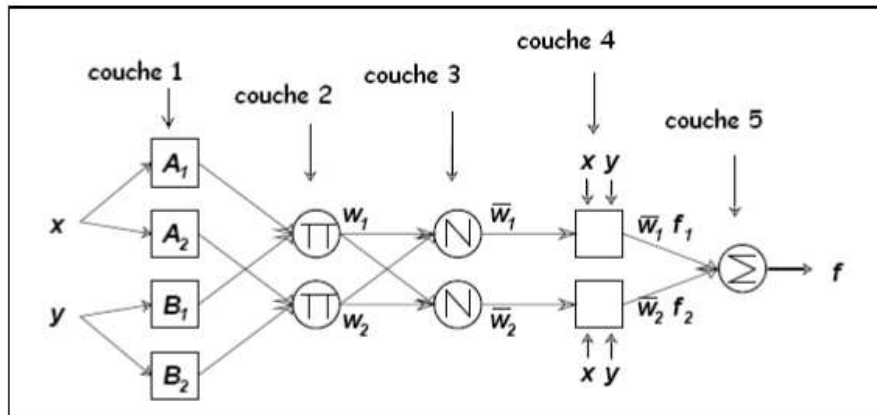 couche 1
couche 2
couche 3
couche 4
couche 5
x
y
A₁
A₂
B₁
B₂
Π
Π
w₁
w₂
N
N
w̅₁
w̅₂
x y
x y
w̅₁ f₁
w̅₂ f₂
Σ
f